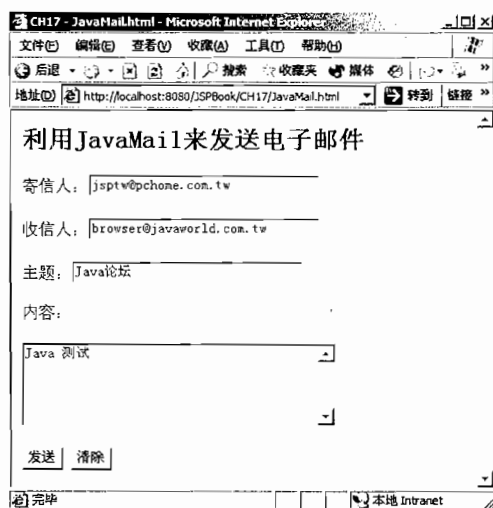 CH17 - JavaMail.html - Microsoft Internet Explorer
文件(F) 编辑(E) 查看(V) 收藏(A) 工具(T) 帮助(H)
后退 搜索 收藏夹 媒体 »
地址(D) http://localhost:8080/JSPBook/CH17/JavaMail.html 转到 链接 »
利用JavaMail来发送电子邮件
寄信人：jsptw@pchome.com.tw
收信人：browser@javaworld.com.tw
主题：Java论坛
内容：
Java 测试
发送 清除
完毕 本地 Intranet